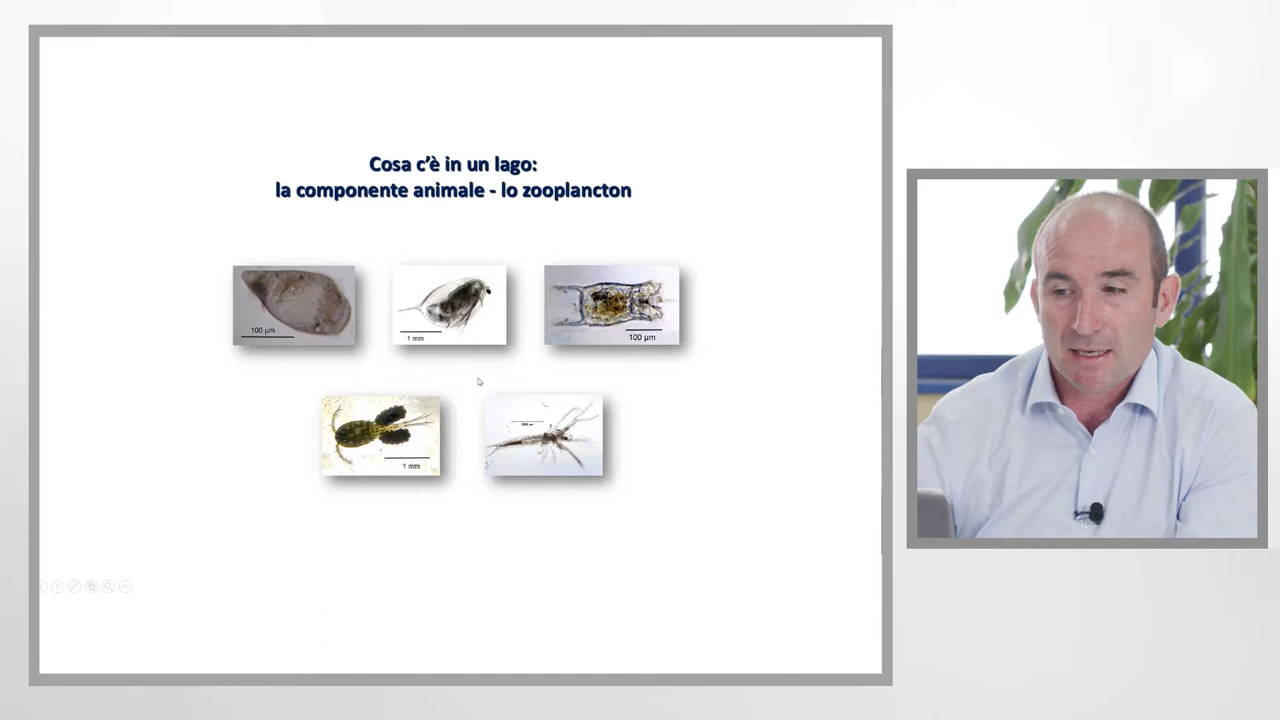 Cosa c'è in un lago:
la componente animale - lo zooplancton
100 µm
1 mm
100 µm
1 mm